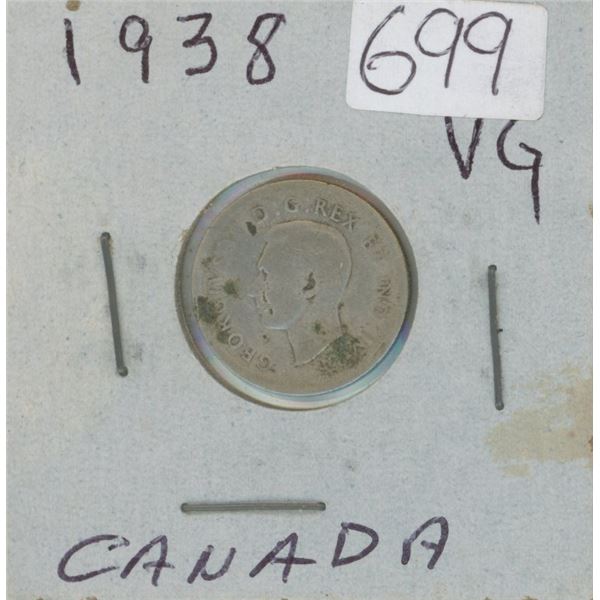 1938
699
VG
GEORGIVS VI D.G.REX ET IND
CANADA